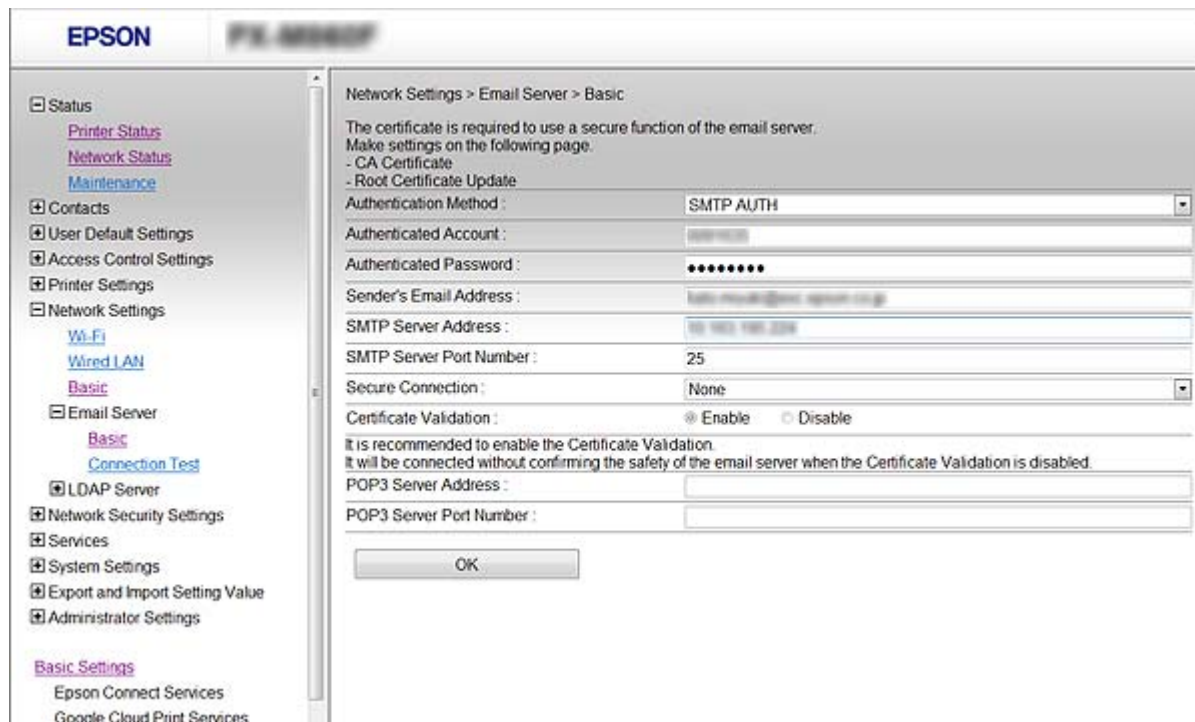 EPSON
Status
Printer Status
Network Status
Maintenance
Contacts
User Default Settings
Access Control Settings
Printer Settings
Network Settings
Wi-Fi
Wired LAN
Basic
Email Server
Basic
Connection Test
LDAP Server
Network Security Settings
Services
System Settings
Export and Import Setting Value
Administrator Settings
Basic Settings
Epson Connect Services
Google Cloud Print Services
Network Settings > Email Server > Basic
The certificate is required to use a secure function of the email server.
Make settings on the following page.
- CA Certificate
- Root Certificate Update
Authentication Method : SMTP AUTH
Authenticated Account :
Authenticated Password : ●●●●●●●●
Sender's Email Address :
SMTP Server Address :
SMTP Server Port Number : 25
Secure Connection : None
Certificate Validation : Enable Disable
It is recommended to enable the Certificate Validation.
It will be connected without confirming the safety of the email server when the Certificate Validation is disabled.
POP3 Server Address :
POP3 Server Port Number :
OK